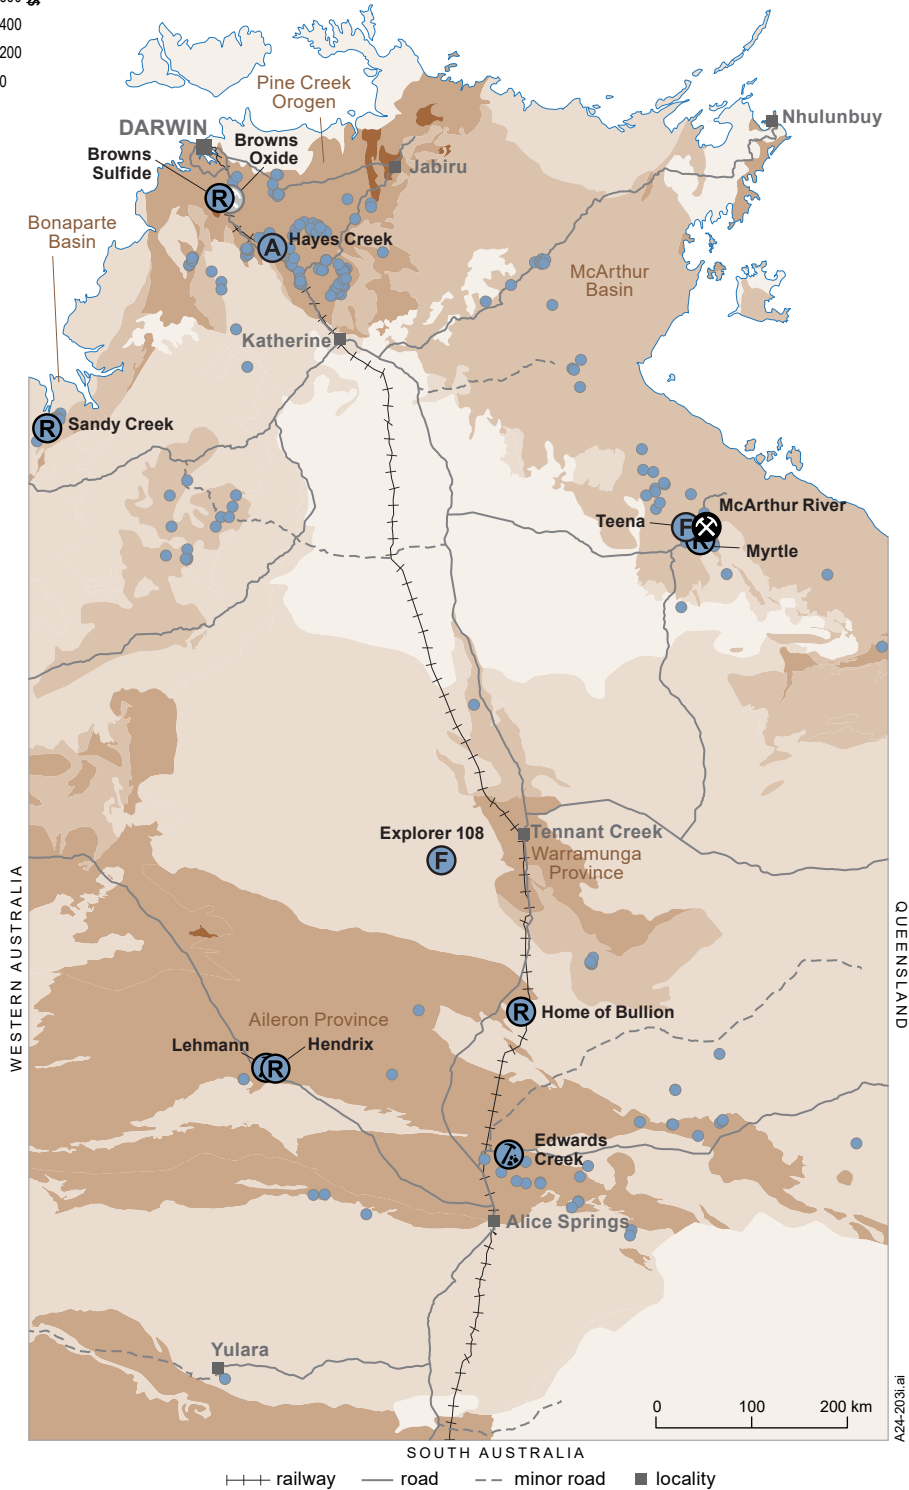 400
200
0
Pine Creek
Orogen
DARWIN
Nhulunbuy
Browns
Sulfide
Browns
Oxide
Jabiru
R
Bonaparte
Basin
A
Hayes Creek
McArthur
Basin
Katherine
R
Sandy Creek
McArthur River
Teena
F
R
Myrtle
Explorer 108
F
Tennant Creek
Warramunga
Province
WESTERN AUSTRALIA
QUEENSLAND
R
Home of Bullion
Aileron Province
Lehmann
Hendrix
R
Edwards
Creek
Alice Springs
Yulara
0
100
200 km
A24-203i.ai
SOUTH AUSTRALIA
railway
road
minor road
locality